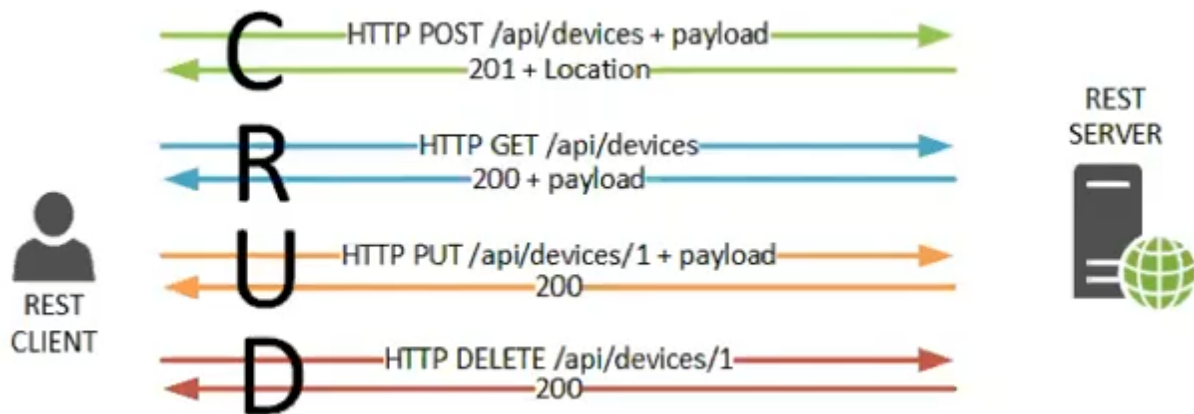 C
HTTP POST /api/devices + payload
201 + Location
R
HTTP GET /api/devices
200 + payload
U
HTTP PUT /api/devices/1 + payload
200
D
HTTP DELETE /api/devices/1
200
REST
CLIENT
REST
SERVER